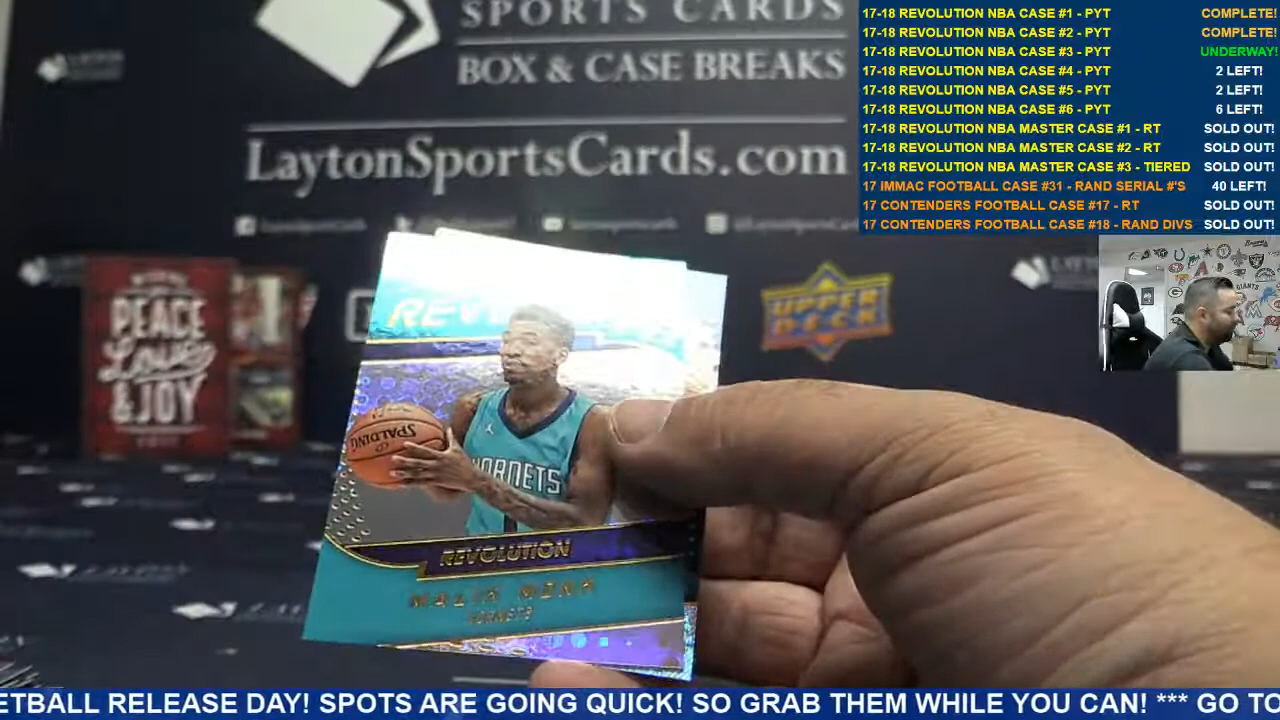 SPORTS CARDS
BOX & CASE BREAKS
LaytonSportsCards.com
17-18 REVOLUTION NBA CASE #1 - PYT COMPLETE!
17-18 REVOLUTION NBA CASE #2 - PYT COMPLETE!
17-18 REVOLUTION NBA CASE #3 - PYT UNDERWAY!
17-18 REVOLUTION NBA CASE #4 - PYT 2 LEFT!
17-18 REVOLUTION NBA CASE #5 - PYT 2 LEFT!
17-18 REVOLUTION NBA CASE #6 - PYT 6 LEFT!
17-18 REVOLUTION NBA MASTER CASE #1 - RT SOLD OUT!
17-18 REVOLUTION NBA MASTER CASE #2 - RT SOLD OUT!
17-18 REVOLUTION NBA MASTER CASE #3 - TIERED SOLD OUT!
17 IMMAC FOOTBALL CASE #31 - RAND SERIAL #'S 40 LEFT!
17 CONTENDERS FOOTBALL CASE #17 - RT SOLD OUT!
17 CONTENDERS FOOTBALL CASE #18 - RAND DIVS SOLD OUT!
PEACE
Love
& JOY
UPPER
DECK
SPALDING
HORNETS
REVOLUTION
MALIK MONK
HORNETS
ETBALL RELEASE DAY! SPOTS ARE GOING QUICK! SO GRAB THEM WHILE YOU CAN! *** GO TO